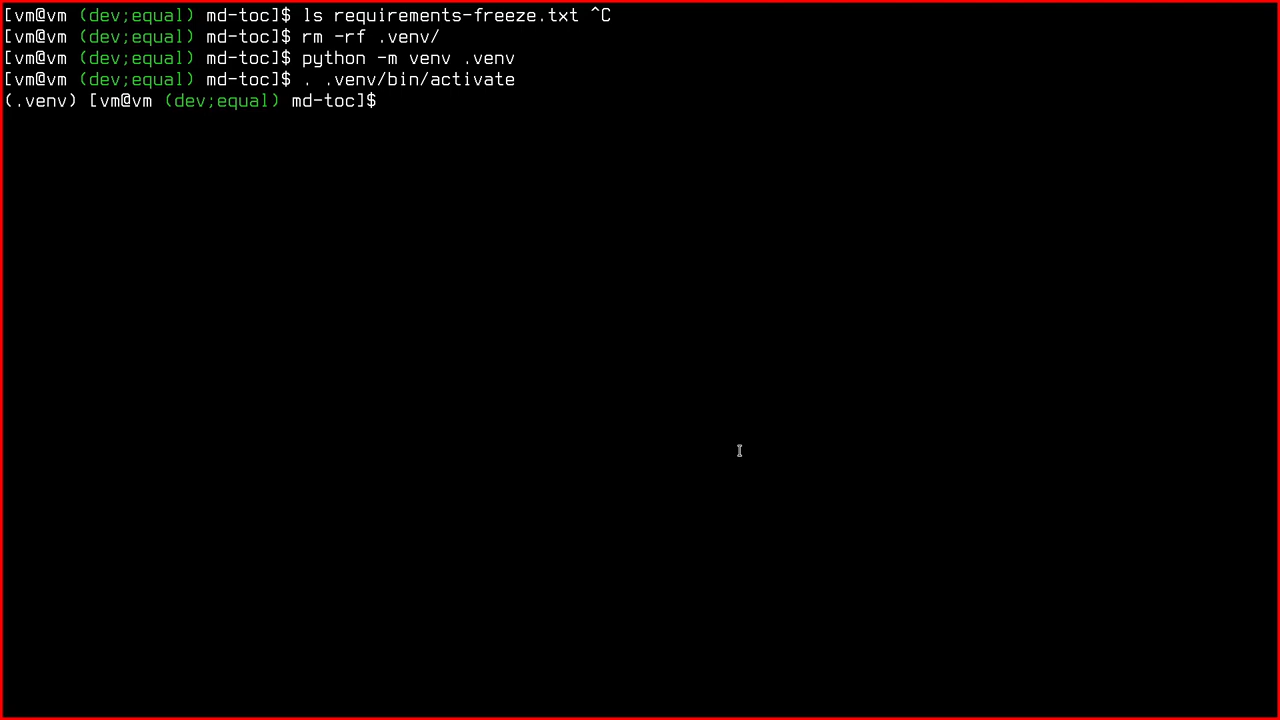 [vm@vm (dev;equal) md-toc]$ ls requirements-freeze.txt ^C
[vm@vm (dev;equal) md-toc]$ rm -rf .venv/
[vm@vm (dev;equal) md-toc]$ python -m venv .venv
[vm@vm (dev;equal) md-toc]$ . .venv/bin/activate
(.venv) [vm@vm (dev;equal) md-toc]$